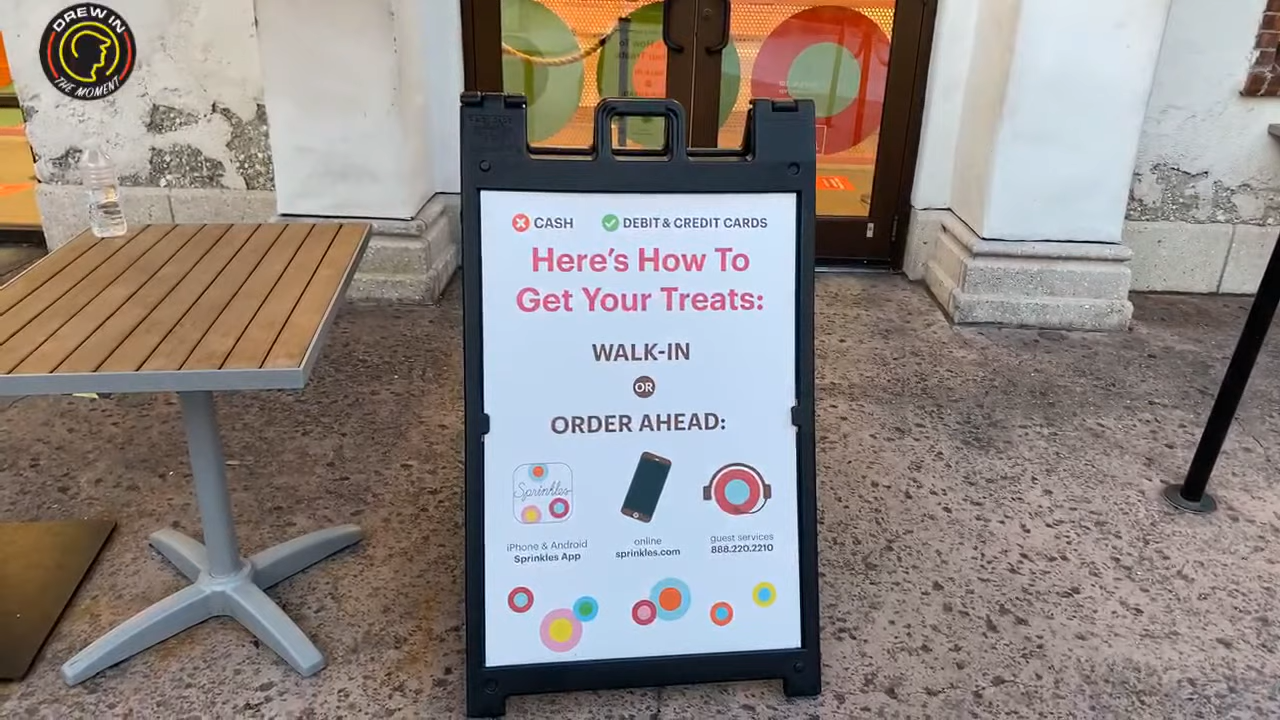 DREW IN
THE MOMENT
CASH
DEBIT & CREDIT CARDS
Here's How To
Get Your Treats:
WALK-IN
OR
ORDER AHEAD:
Sprinkles
iPhone & Android
Sprinkles App
online
sprinkles.com
guest services
888.220.2210